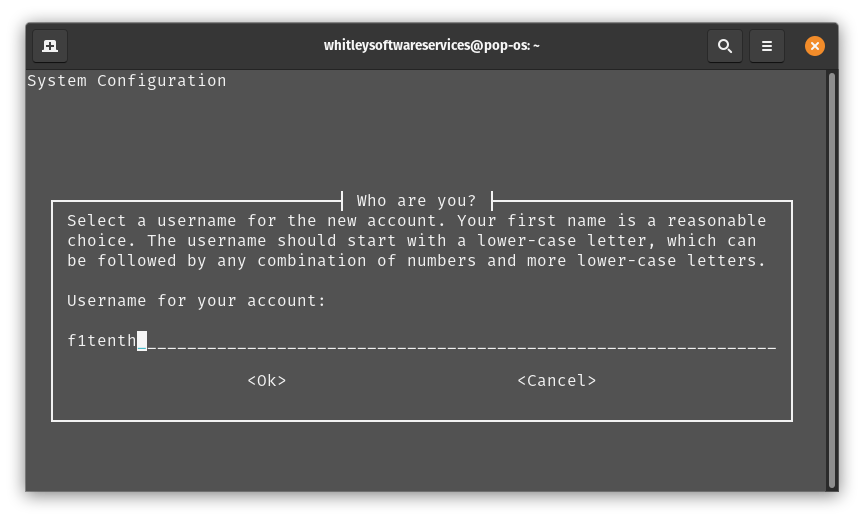 whitleysoftwareservices@pop-os: ~
System Configuration
Who are you?
Select a username for the new account. Your first name is a reasonable
choice. The username should start with a lower-case letter, which can
be followed by any combination of numbers and more lower-case letters.
Username for your account:
f1tenth________________________________________________________________
<Ok> <Cancel>